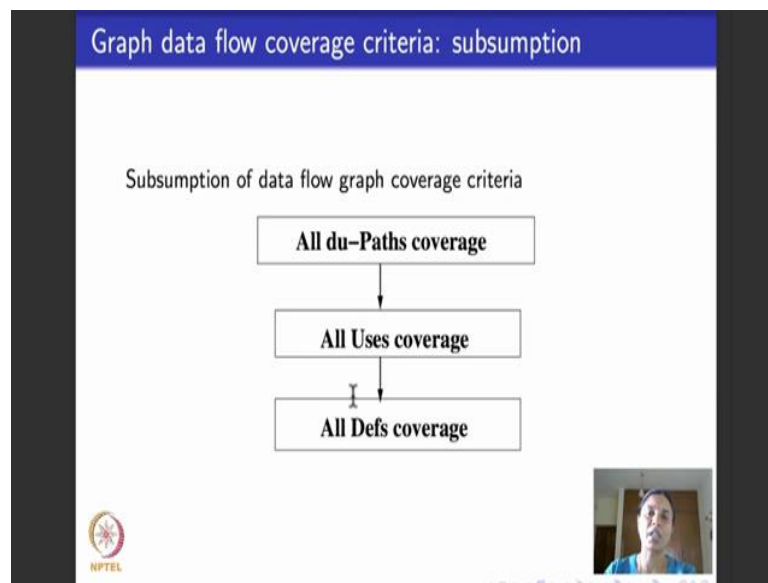 Graph data flow coverage criteria: subsumption
Subsumption of data flow graph coverage criteria
All du–Paths coverage
All Uses coverage
All Defs coverage
NPTEL